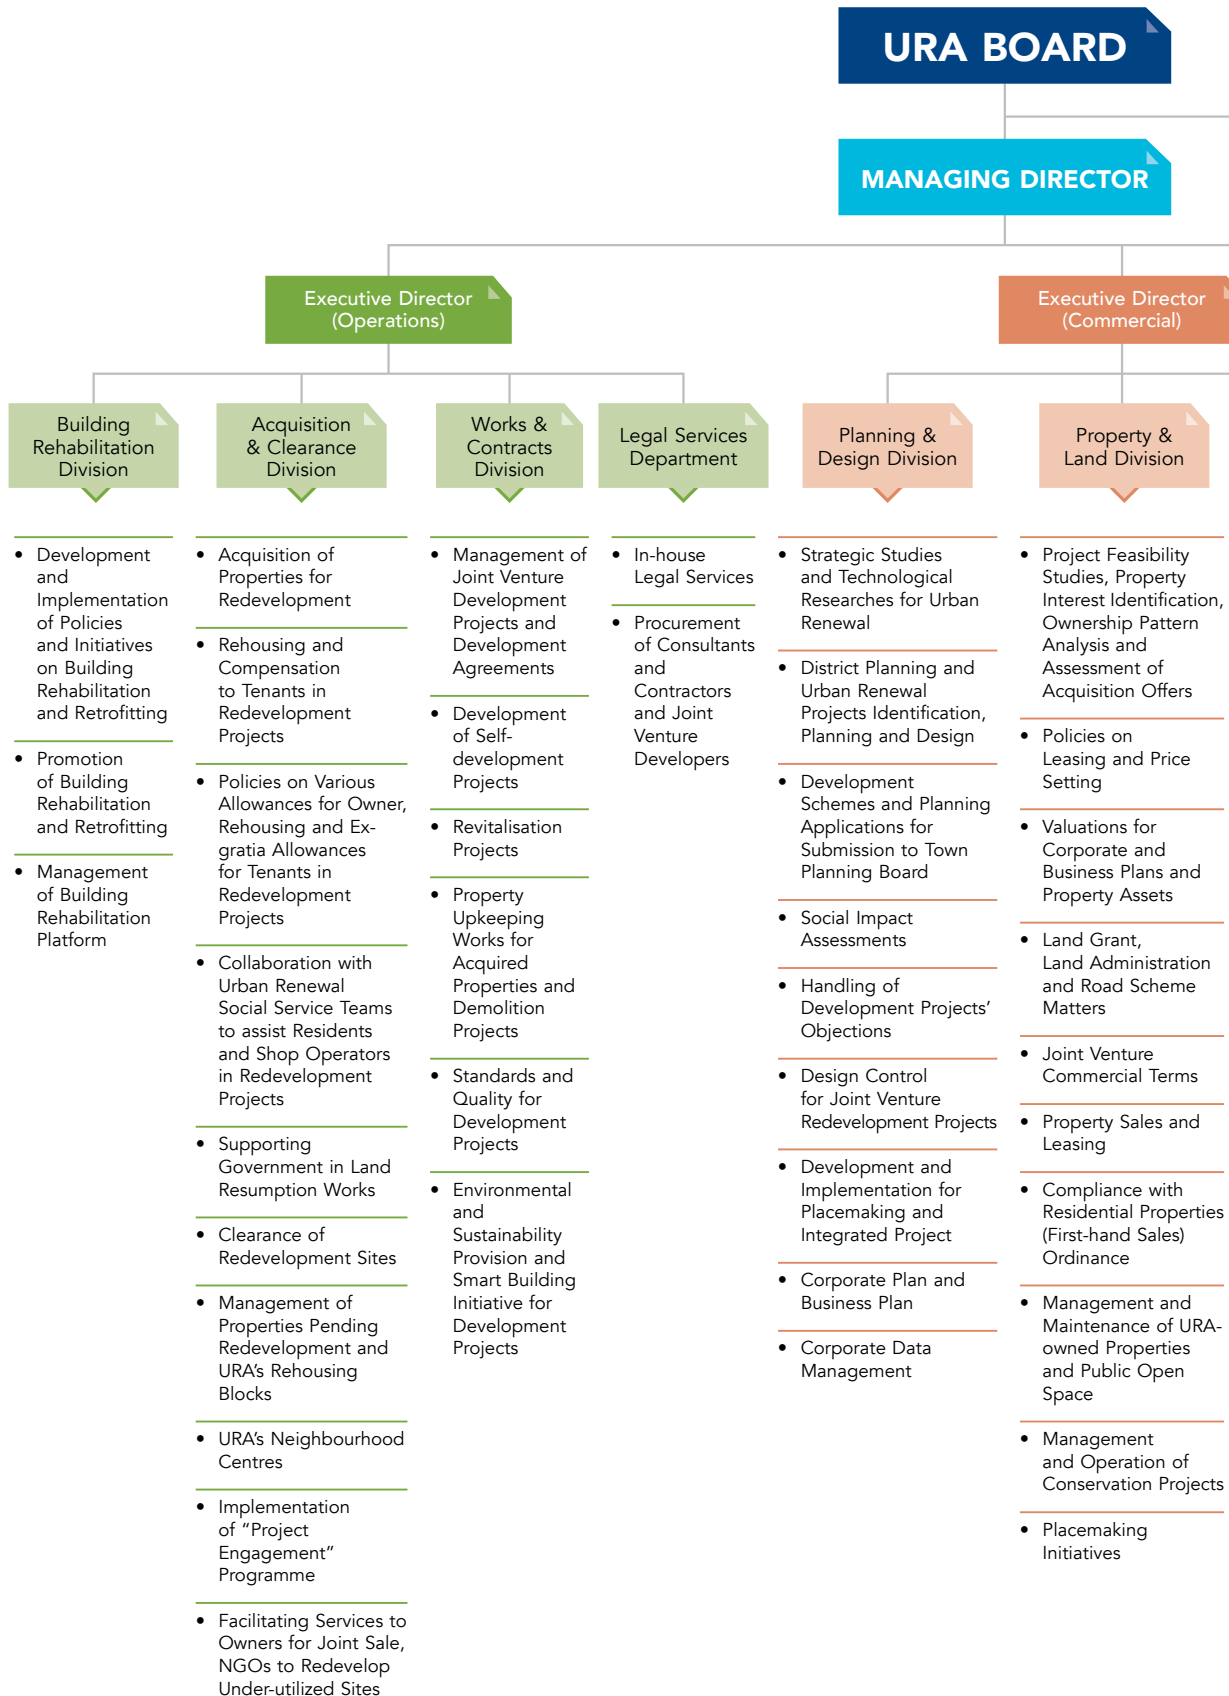 URA BOARD
MANAGING DIRECTOR
Executive Director
(Operations)
Executive Director
(Commercial)
Building
Rehabilitation
Division
Acquisition
& Clearance
Division
Works &
Contracts
Division
Legal Services
Department
Planning &
Design Division
Property &
Land Division
• Development
and
Implementation
of Policies
and Initiatives
on Building
Rehabilitation
and Retrofitting
• Promotion
of Building
Rehabilitation
and Retrofitting
• Management
of Building
Rehabilitation
Platform
• Acquisition of
Properties for
Redevelopment
• Rehousing and
Compensation
to Tenants in
Redevelopment
Projects
• Policies on Various
Allowances for Owner,
Rehousing and Ex-
gratia Allowances
for Tenants in
Redevelopment
Projects
• Collaboration with
Urban Renewal
Social Service Teams
to assist Residents
and Shop Operators
in Redevelopment
Projects
• Supporting
Government in Land
Resumption Works
• Clearance of
Redevelopment Sites
• Management of
Properties Pending
Redevelopment and
URA's Rehousing
Blocks
• URA's Neighbourhood
Centres
• Implementation
of "Project
Engagement"
Programme
• Facilitating Services to
Owners for Joint Sale,
NGOs to Redevelop
Under-utilized Sites
• Management of
Joint Venture
Development
Projects and
Development
Agreements
• Development
of Self-
development
Projects
• Revitalisation
Projects
• Property
Upkeeping
Works for
Acquired
Properties and
Demolition
Projects
• Standards and
Quality for
Development
Projects
• Environmental
and
Sustainability
Provision and
Smart Building
Initiative for
Development
Projects
• In-house
Legal Services
• Procurement
of Consultants
and
Contractors
and Joint
Venture
Developers
• Strategic Studies
and Technological
Researches for Urban
Renewal
• District Planning and
Urban Renewal
Projects Identification,
Planning and Design
• Development
Schemes and Planning
Applications for
Submission to Town
Planning Board
• Social Impact
Assessments
• Handling of
Development Projects'
Objections
• Design Control
for Joint Venture
Redevelopment Projects
• Development and
Implementation for
Placemaking and
Integrated Project
• Corporate Plan and
Business Plan
• Corporate Data
Management
• Project Feasibility
Studies, Property
Interest Identification,
Ownership Pattern
Analysis and
Assessment of
Acquisition Offers
• Policies on
Leasing and Price
Setting
• Valuations for
Corporate and
Business Plans and
Property Assets
• Land Grant,
Land Administration
and Road Scheme
Matters
• Joint Venture
Commercial Terms
• Property Sales and
Leasing
• Compliance with
Residential Properties
(First-hand Sales)
Ordinance
• Management and
Maintenance of URA-
owned Properties
and Public Open
Space
• Management
and Operation of
Conservation Projects
• Placemaking
Initiatives